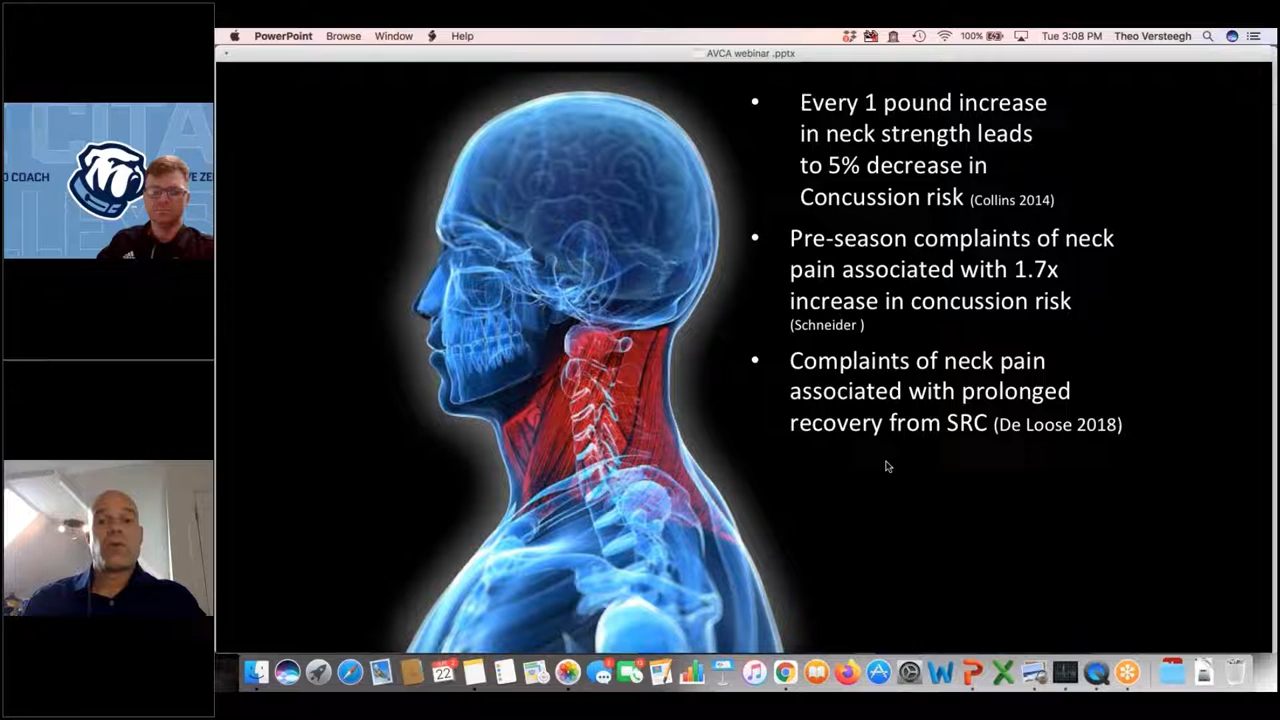 PowerPoint Browse Window Help 100% Tue 3:08 PM Theo Versteegh
AVCA webinar .pptx
• Every 1 pound increase
in neck strength leads
to 5% decrease in
Concussion risk (Collins 2014)
• Pre-season complaints of neck
pain associated with 1.7x
increase in concussion risk
(Schneider )
• Complaints of neck pain
associated with prolonged
recovery from SRC (De Loose 2018)
O COACH
22